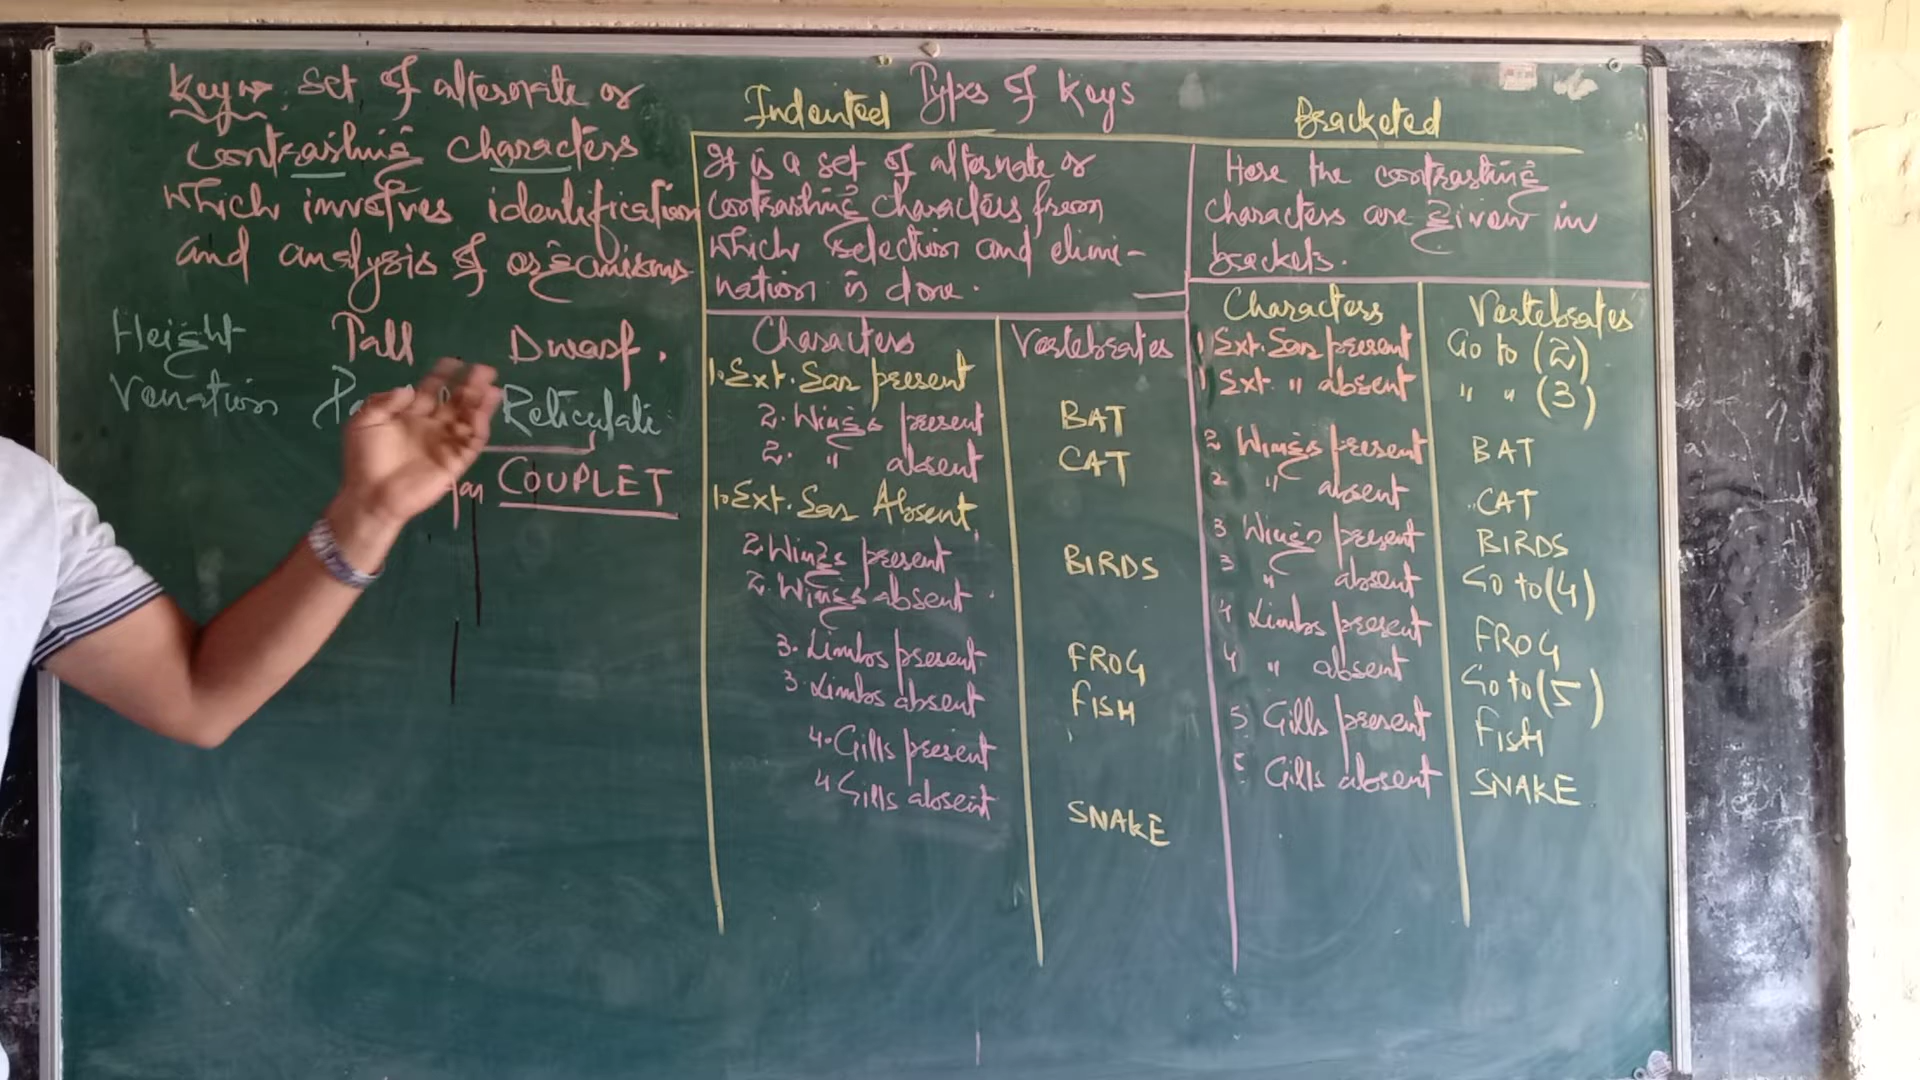 Key → Set of alternate or
contrasting characters
which involves identification
and analysis of organisms
Height Tall Dwarf.
Venation Reticulate
COUPLET
Types of Keys
Indented
It is a set of alternate or
contrasting characters from
which selection and elimi-
nation is done.
Characters Vertebrates
1. Ext. Ear present
2. Wings present BAT
2. " absent CAT
1. Ext. Ear Absent
2 Wings present BIRDS
2. Wings absent
3. Limbs present FROG
3. Limbs absent FISH
4. Gills present
4 Gills absent SNAKE
Bracketed
Here the contrasting
characters are given in
brackets.
Characters Vertebrates
1 Ext. Ear present Go to (2)
1 Ext. " absent " " (3)
2 Wings present BAT
2 " absent CAT
3 Wings present BIRDS
3 " absent Go to (4)
4 Limbs present FROG
4 " absent Go to (5)
5 Gills present FISH
5 Gills absent SNAKE